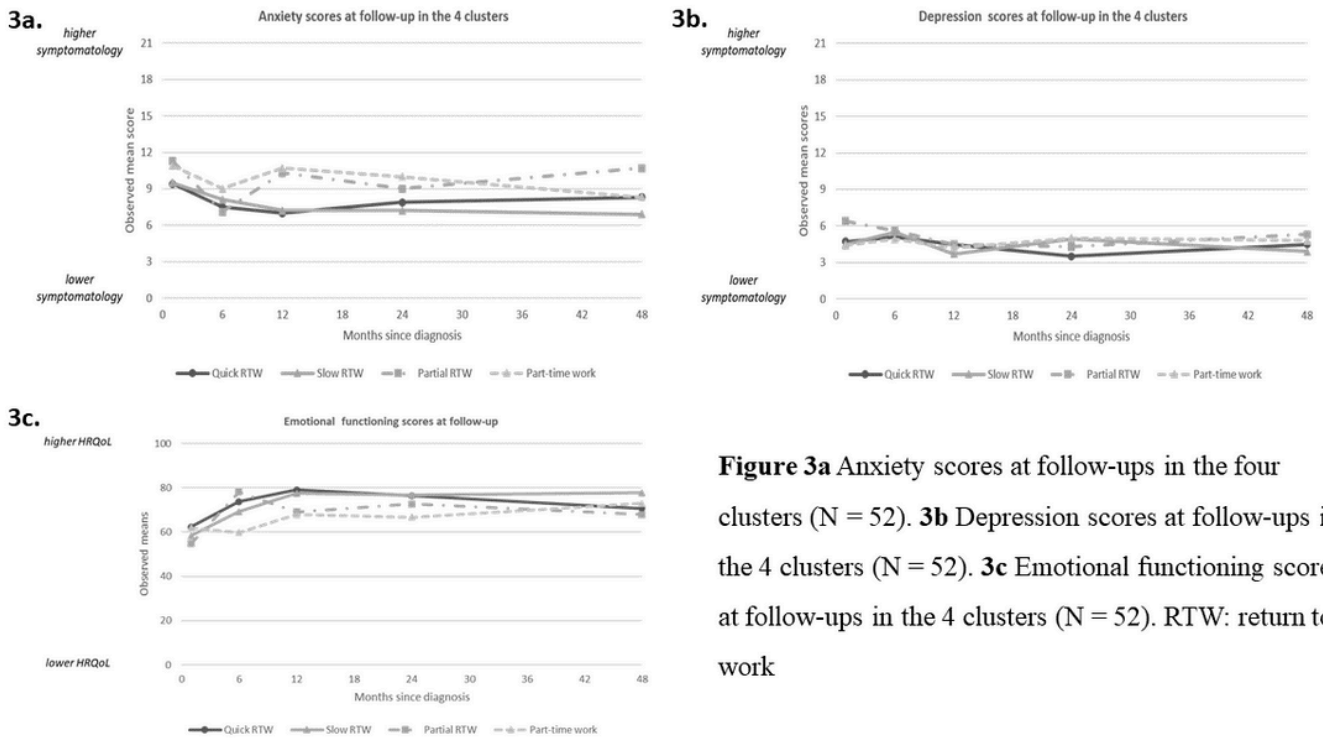 3a.
Anxiety scores at follow-up in the 4 clusters
higher
symptomatology
21
18
15
12
9
6
3
0
Observed mean score
lower
symptomatology
0 6 12 18 24 30 36 42 48
Months since diagnosis
Quick RTW Slow RTW Partial RTW Part-time work
3b.
Depression scores at follow-up in the 4 clusters
higher
symptomatology
21
18
15
12
9
6
3
0
Observed mean scores
lower
symptomatology
0 6 12 18 24 30 36 42 48
Months since diagnosis
Quick RTW Slow RTW Partial RTW Part-time work
3c.
Emotional functioning scores at follow-up
higher HRQoL
100
80
60
40
20
0
Observed means
lower HRQoL
0 6 12 18 24 30 36 42 48
Months since diagnosis
Quick RTW Slow RTW Partial RTW Part-time work
Figure 3a Anxiety scores at follow-ups in the four
clusters (N = 52). 3b Depression scores at follow-ups i
the 4 clusters (N = 52). 3c Emotional functioning score
at follow-ups in the 4 clusters (N = 52). RTW: return t
work